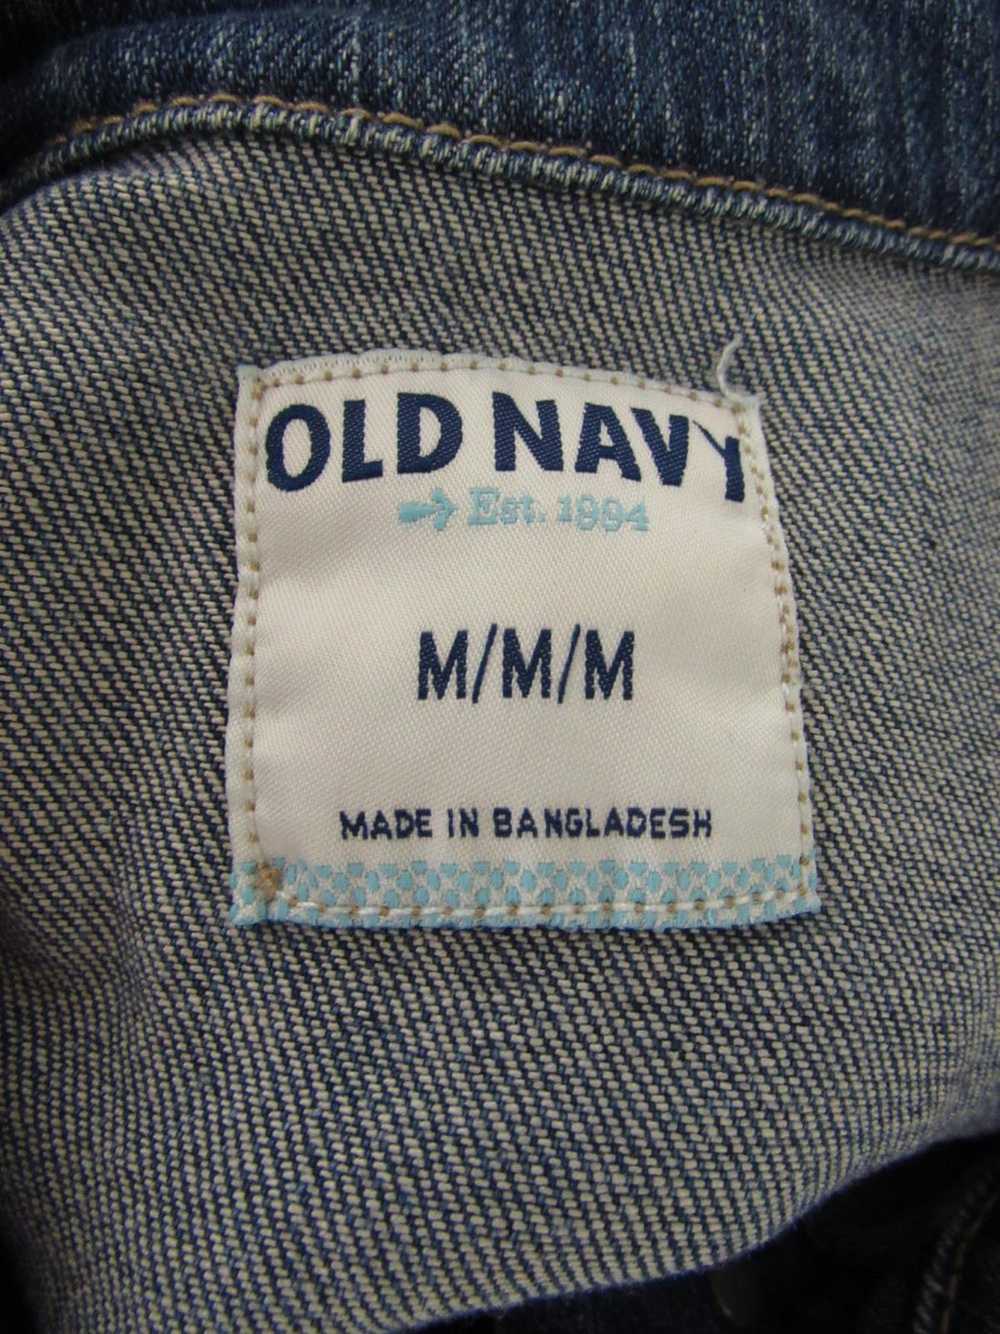 OLD NAVY
Est. 1994
M/M/M
MADE IN BANGLADESH